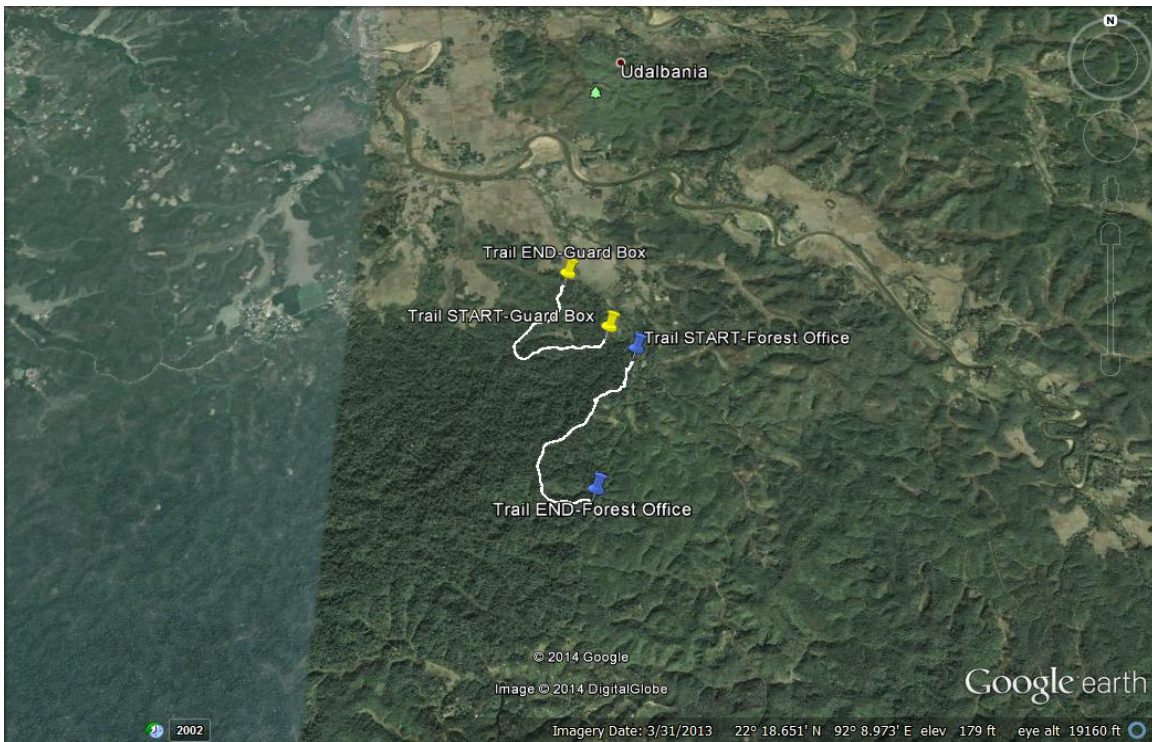 N
Udalbania
Trail END-Guard Box
Trail START-Guard Box
Trail START-Forest Office
Trail END-Forest Office
© 2014 Google
Image © 2014 DigitalGlobe
Google earth
2002
Imagery Date: 3/31/2013 22° 18.651' N 92° 8.973' E elev 179 ft eye alt 19160 ft